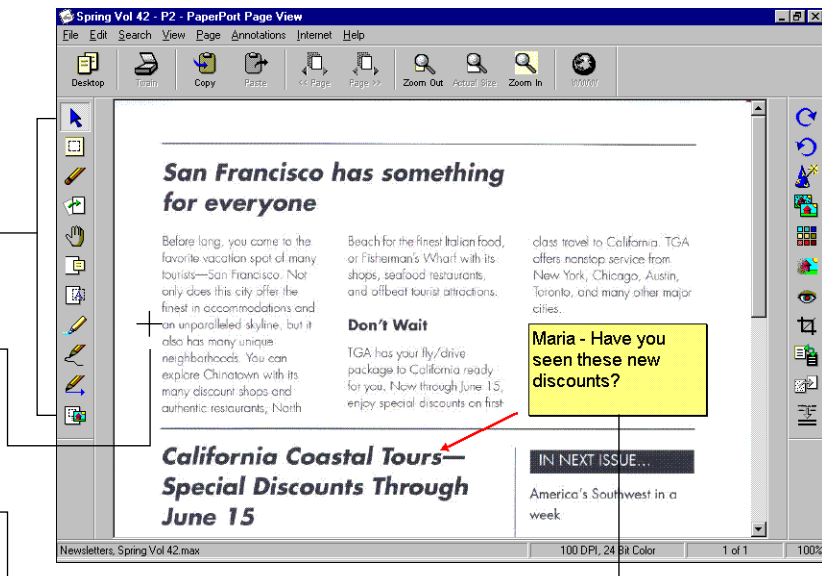 Spring Vol 42 - P2 - PaperPort Page View
File Edit Search View Page Annotations Internet Help
Desktop Twain Copy Paste << Page Page >> Zoom Out Actual Size Zoom In WWW
San Francisco has something
for everyone
Before long, you come to the
favorite vacation spot of many
tourists—San Francisco. Not
only does this city offer the
finest in accommodations and
an unparalleled skyline, but it
also has many unique
neighborhoods. You can
explore Chinatown with its
many discount shops and
authentic restaurants, North
Beach for the finest Italian food,
or Fisherman's Wharf with its
shops, seafood restaurants,
and offbeat tourist attractions.
Don't Wait
TGA has your fly/drive
package to California ready
for you. Now through June 15,
enjoy special discounts on first
class travel to California. TGA
offers nonstop service from
New York, Chicago, Austin,
Toronto, and many other major
cities.
Maria - Have you
seen these new
discounts?
California Coastal Tours—
Special Discounts Through
June 15
IN NEXT ISSUE...
America's Southwest in a
week
Newsletters, Spring Vol 42.max 100 DPI, 24 Bit Color 1 of 1 100%